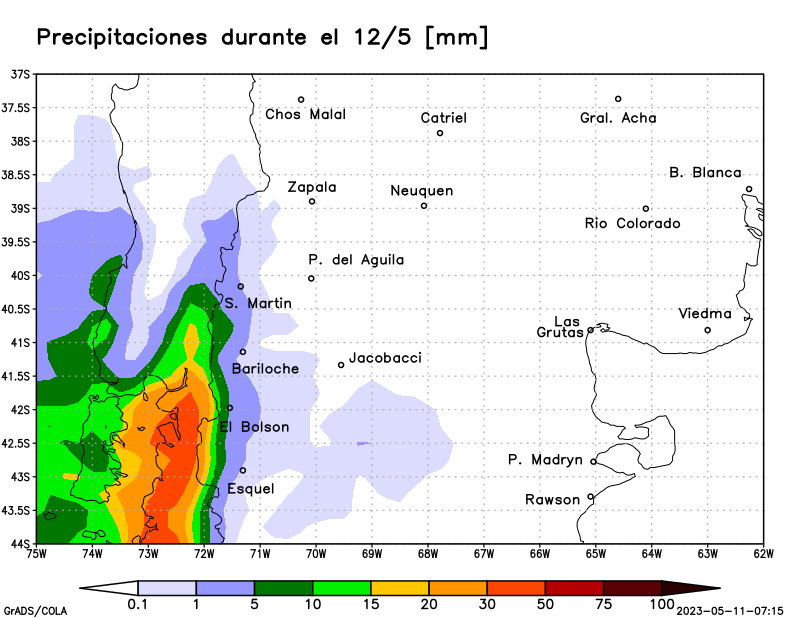 Precipitaciones durante el 12/5 [mm]
37S
37.5S
Chos Malal
Catriel
Gral. Acha
38S
38.5S
B. Blanca
Zapala
Neuquen
39S
Rio Colorado
39.5S
P. del Aguila
40S
S. Martin
40.5S
Viedma
Las
Grutas
41S
Jacobacci
Bariloche
41.5S
42S
El Bolson
42.5S
P. Madryn
43S
Esquel
Rawson
43.5S
44S
75W 74W 73W 72W 71W 70W 69W 68W 67W 66W 65W 64W 63W 62W
0.1 1 5 10 15 20 30 50 75 100
GrADS/COLA
2023-05-11-07:15